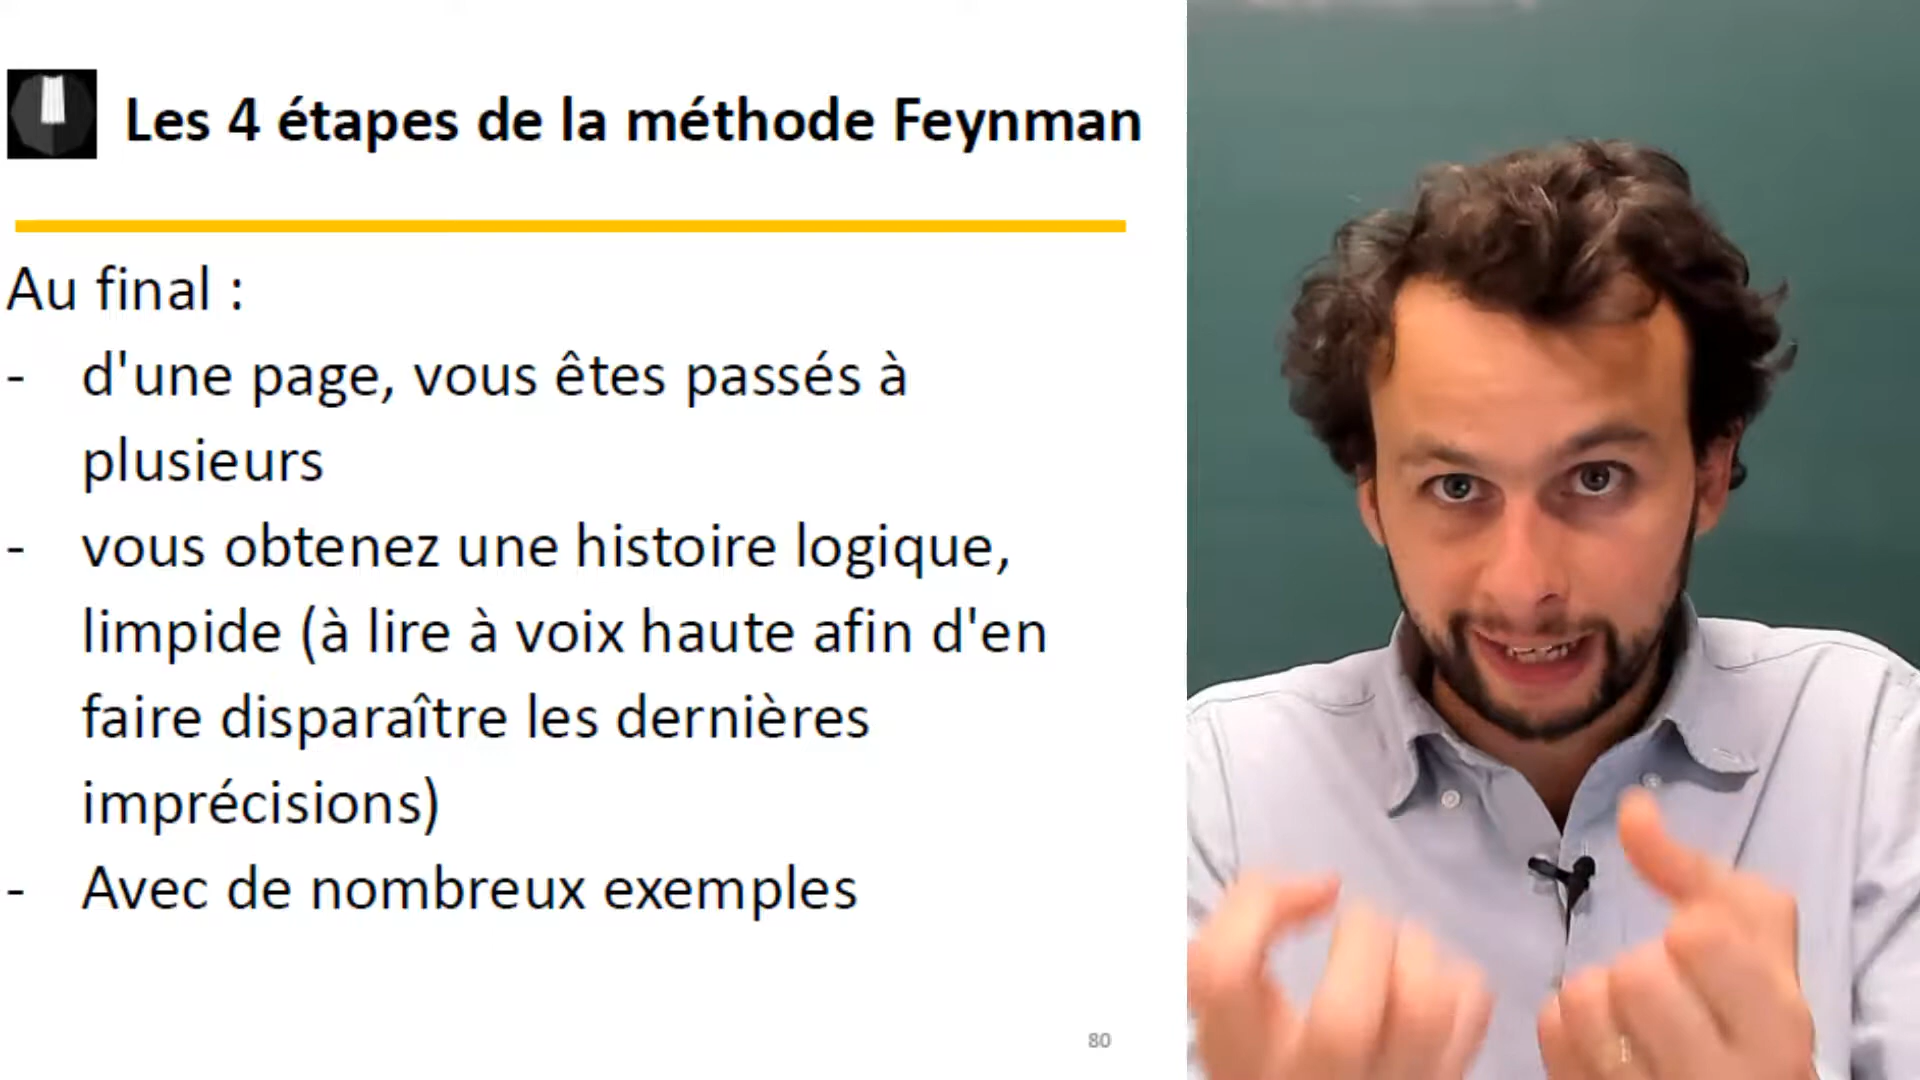 Les 4 étapes de la méthode Feynman
Au final :
- d'une page, vous êtes passés à
plusieurs
- vous obtenez une histoire logique,
limpide (à lire à voix haute afin d'en
faire disparaître les dernières
imprécisions)
- Avec de nombreux exemples
80